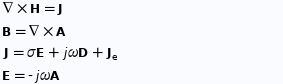 ∇ × H = J
B = ∇ × A
J = σE + jωD + Jₑ
E = -jωA